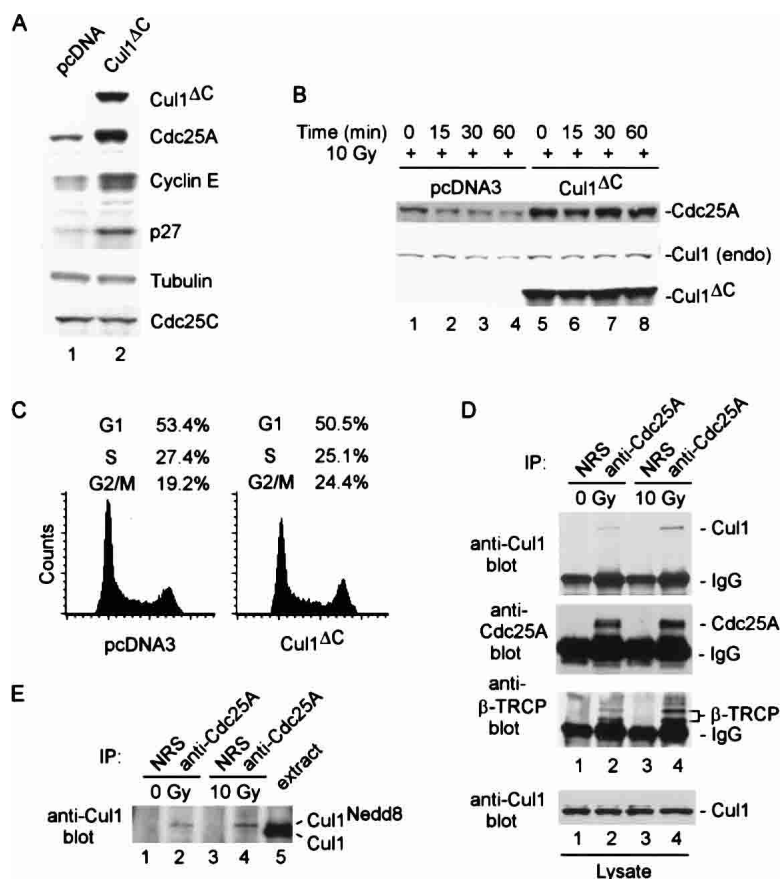 A
pcDNA Cul1ΔC
Cul1ΔC
Cdc25A
Cyclin E
p27
Tubulin
Cdc25C
1 2
B
Time (min) 0 15 30 60 0 15 30 60
10 Gy + + + + + + + +
pcDNA3 Cul1ΔC
-Cdc25A
-Cul1 (endo)
-Cul1ΔC
1 2 3 4 5 6 7 8
C
G1 53.4%
S 27.4%
G2/M 19.2%
G1 50.5%
S 25.1%
G2/M 24.4%
Counts
pcDNA3 Cul1ΔC
D
IP: NRS anti-Cdc25A NRS anti-Cdc25A
0 Gy 10 Gy
anti-Cul1
blot
- Cul1
- IgG
anti-
Cdc25A
blot
- Cdc25A
- IgG
anti-
β-TRCP
blot
β-TRCP
- IgG
1 2 3 4
anti-Cul1
blot
- Cul1
1 2 3 4
Lysate
E
IP: NRS anti-Cdc25A NRS anti-Cdc25A extract
0 Gy 10 Gy
anti-Cul1
blot
Cul1Nedd8
Cul1
1 2 3 4 5